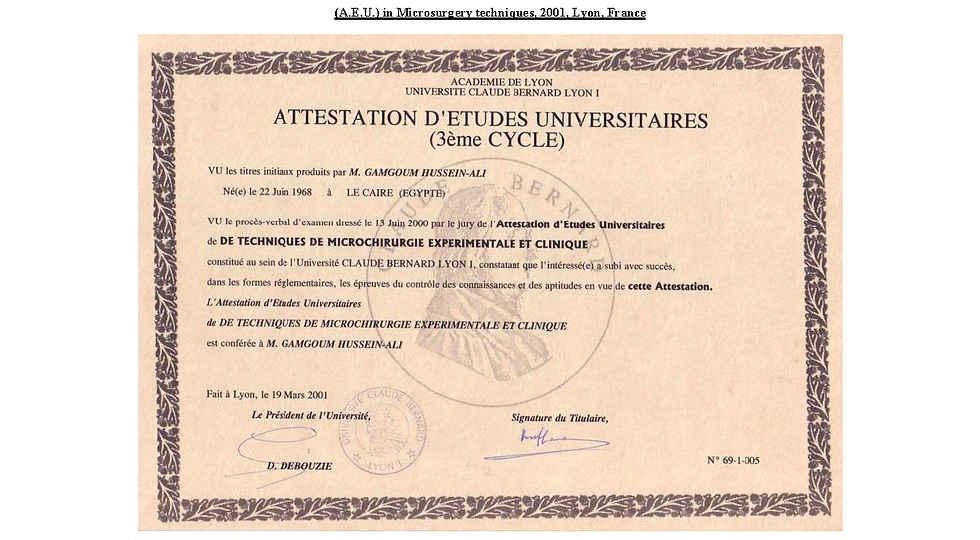 (A.E.U.) in Microsurgery techniques, 2001, Lyon, France
ACADEMIE DE LYON
UNIVERSITE CLAUDE BERNARD LYON I
ATTESTATION D'ETUDES UNIVERSITAIRES
(3ème CYCLE)
VU les titres initiaux produits par M. GAMGOUM HUSSEIN-ALI
Né(e) le 22 Juin 1968 à LE CAIRE (EGYPTE)
CLAUDE BERNARD
VU le procès-verbal d'examen dressé le 13 Juin 2000 par le jury de l'Attestation d'Etudes Universitaires
de DE TECHNIQUES DE MICROCHIRURGIE EXPERIMENTALE ET CLINIQUE
constitué au sein de l'Université CLAUDE BERNARD LYON I, constatant que l'intéressé(e) a subi avec succès,
dans les formes réglementaires, les épreuves du contrôle des connaissances et des aptitudes en vue de cette Attestation.
L'Attestation d'Etudes Universitaires
de DE TECHNIQUES DE MICROCHIRURGIE EXPERIMENTALE ET CLINIQUE
est conférée à M. GAMGOUM HUSSEIN-ALI
Fait à Lyon, le 19 Mars 2001
Le Président de l'Université,
Signature du Titulaire,
UNIVERSITE CLAUDE BERNARD
LYON I
D. DEBOUZIE
N° 69-1-005